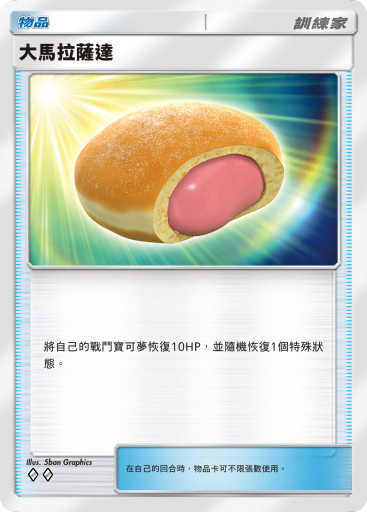 物品
訓練家
大馬拉薩達
將自己的戰鬥寶可夢恢復10HP，並隨機恢復1個特殊狀
態。
Illus. 5ban Graphics
在自己的回合時，物品卡可不限張數使用。